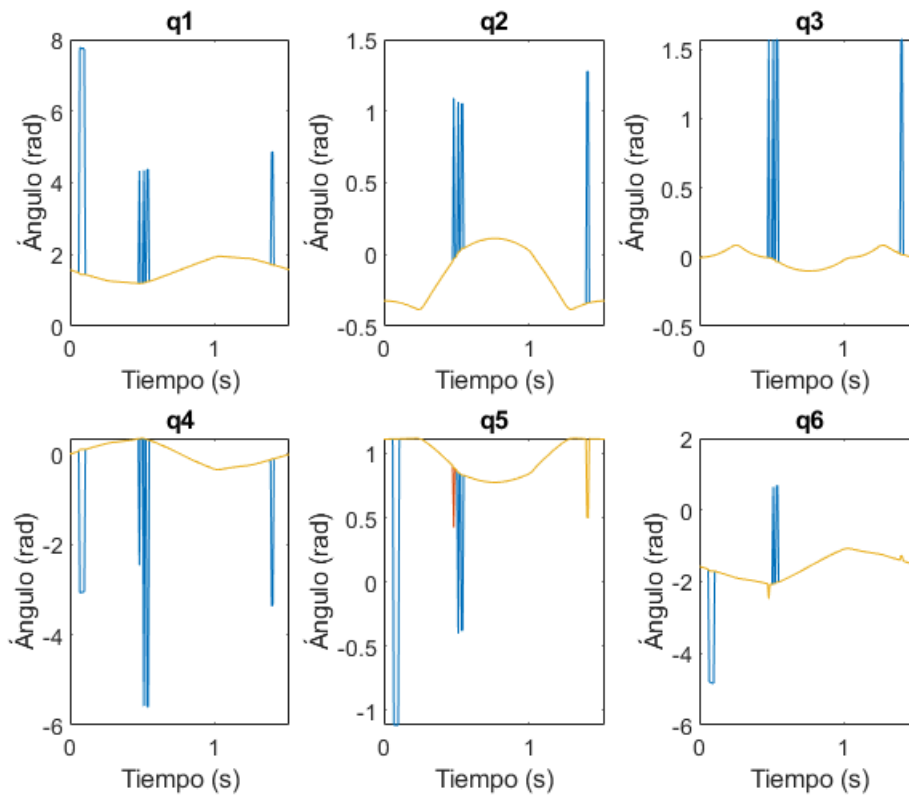 q1
8
6
4
2
0
Ángulo (rad)
0
1
Tiempo (s)
q2
1.5
1
0.5
0
-0.5
Ángulo (rad)
0
1
Tiempo (s)
q3
1.5
1
0.5
0
-0.5
Ángulo (rad)
0
1
Tiempo (s)
q4
0
-2
-4
-6
Ángulo (rad)
0
1
Tiempo (s)
q5
1
0.5
0
-0.5
-1
Ángulo (rad)
0
1
Tiempo (s)
q6
2
0
-2
-4
-6
Ángulo (rad)
0
1
Tiempo (s)